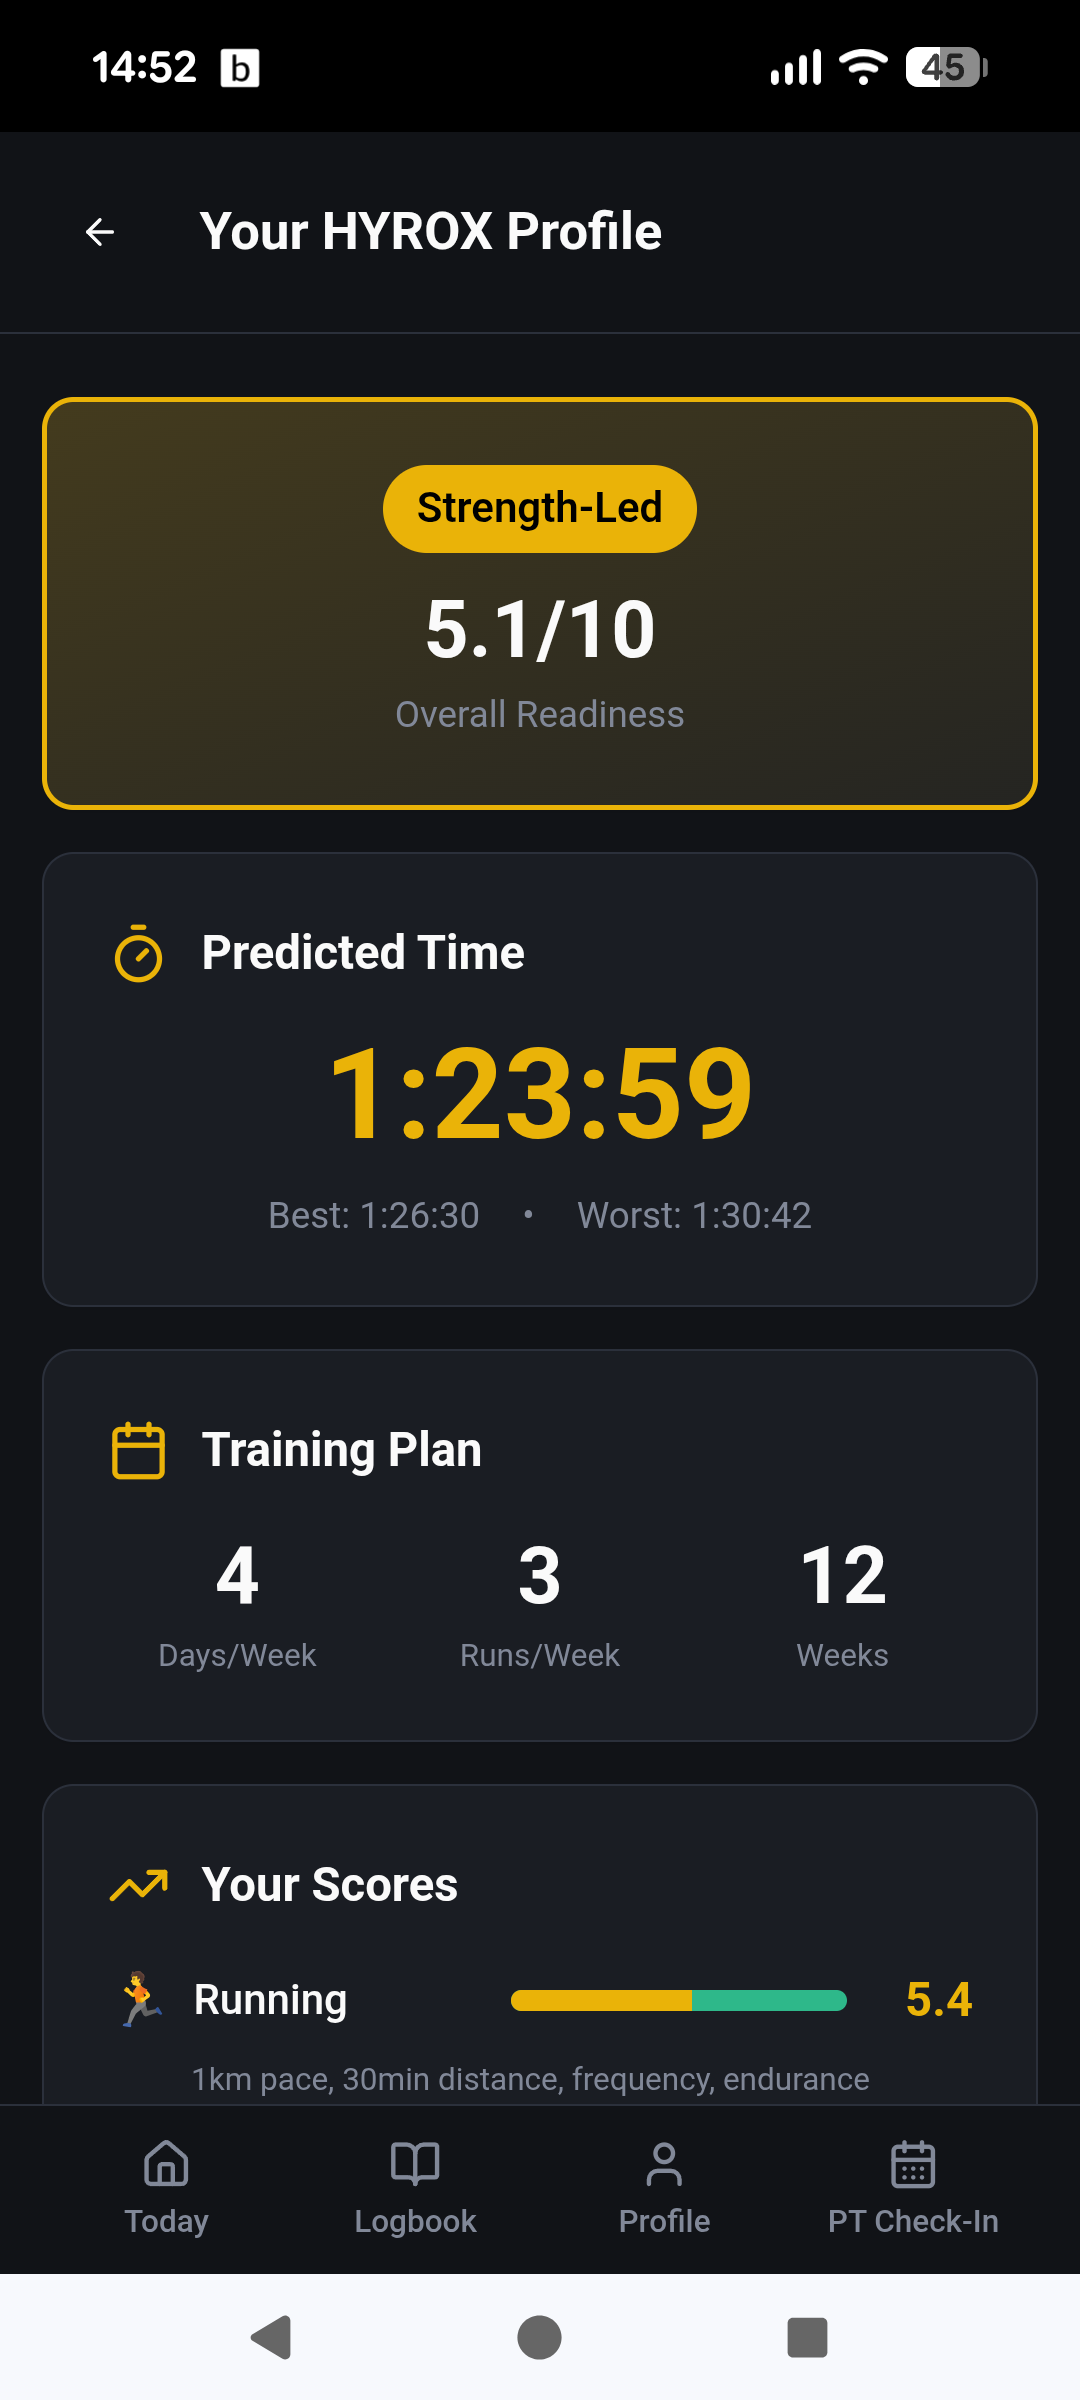 14:52 b 45
Your HYROX Profile
Strength-Led
5.1/10
Overall Readiness
Predicted Time
1:23:59
Best: 1:26:30 • Worst: 1:30:42
Training Plan
4 3 12
Days/Week Runs/Week Weeks
Your Scores
Running 5.4
1km pace, 30min distance, frequency, endurance
Today Logbook Profile PT Check-In